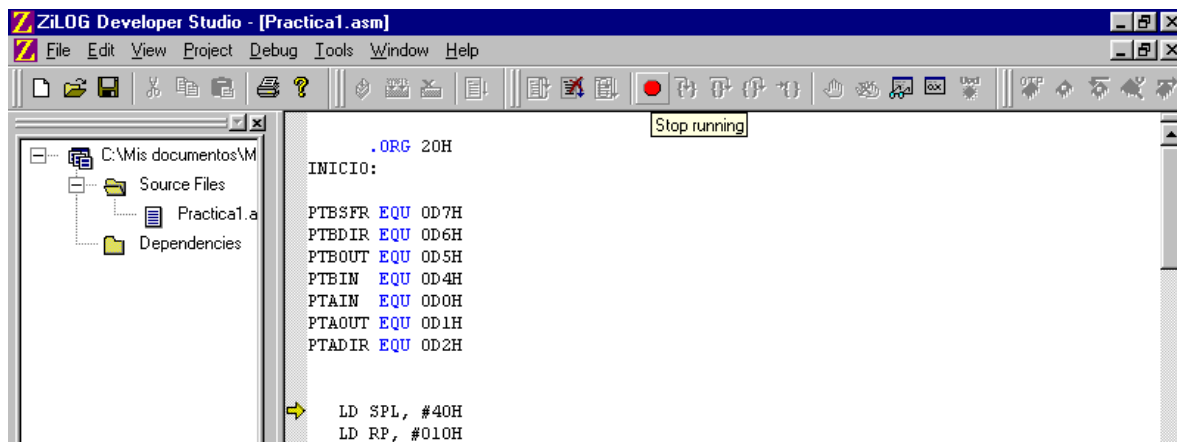 ZiLOG Developer Studio - [Practica1.asm]
File Edit View Project Debug Tools Window Help
Stop running
C:\Mis documentos\M
Source Files
Practica1.a
Dependencies
.ORG 20H
INICIO:
PTBSFR EQU 0D7H
PTBDIR EQU 0D6H
PTBOUT EQU 0D5H
PTBIN EQU 0D4H
PTAIN EQU 0D0H
PTAOUT EQU 0D1H
PTADIR EQU 0D2H
LD SPL, #40H
LD RP, #010H